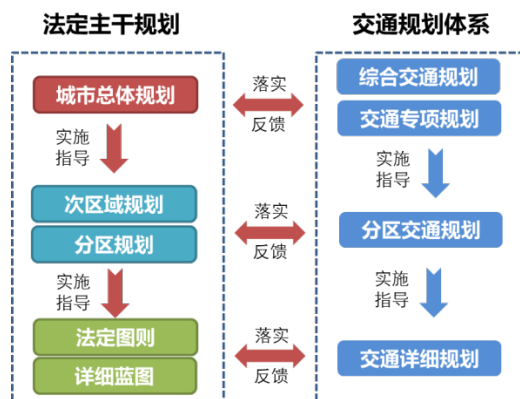 法定主干规划
交通规划体系
城市总体规划
落实
反馈
综合交通规划
交通专项规划
实施
指导
实施
指导
次区域规划
分区规划
落实
反馈
分区交通规划
实施
指导
实施
指导
法定图则
详细蓝图
落实
反馈
交通详细规划